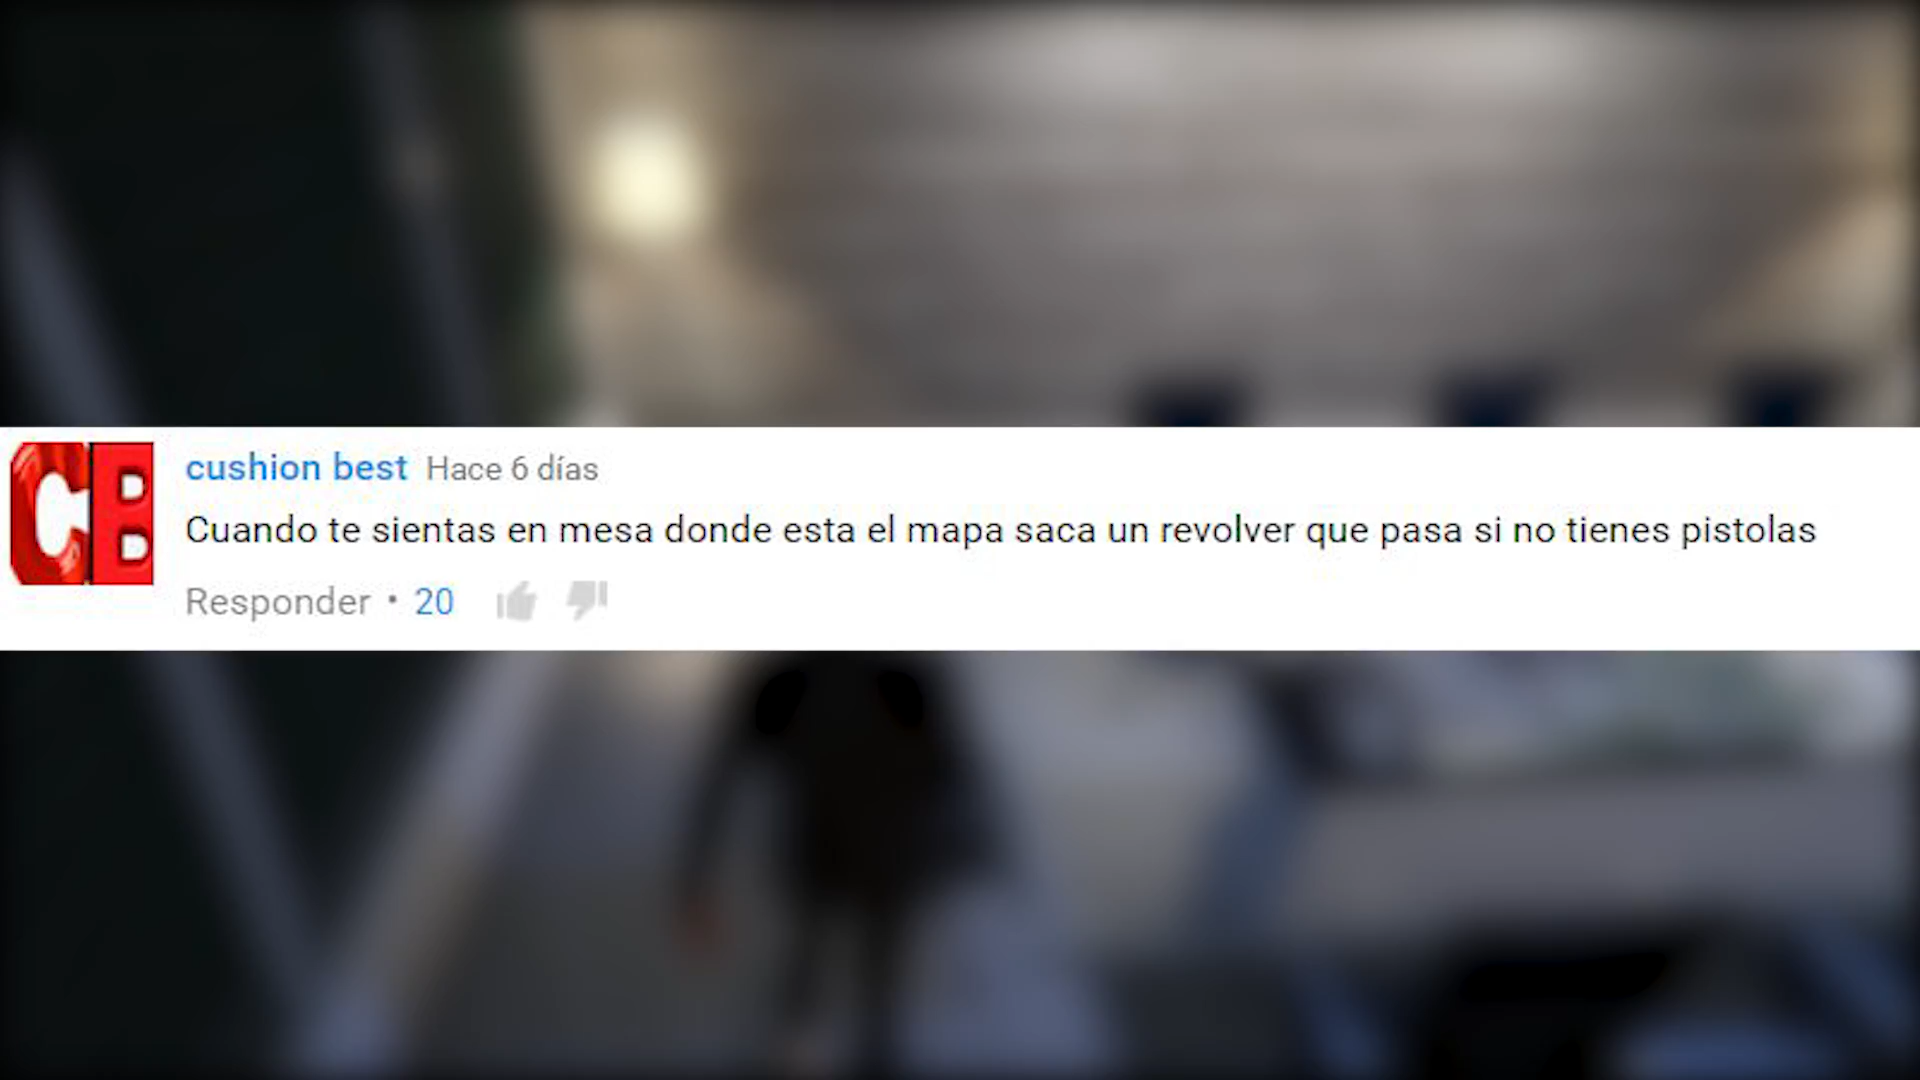 CB
cushion best Hace 6 días
Cuando te sientas en mesa donde esta el mapa saca un revolver que pasa si no tienes pistolas
Responder • 20